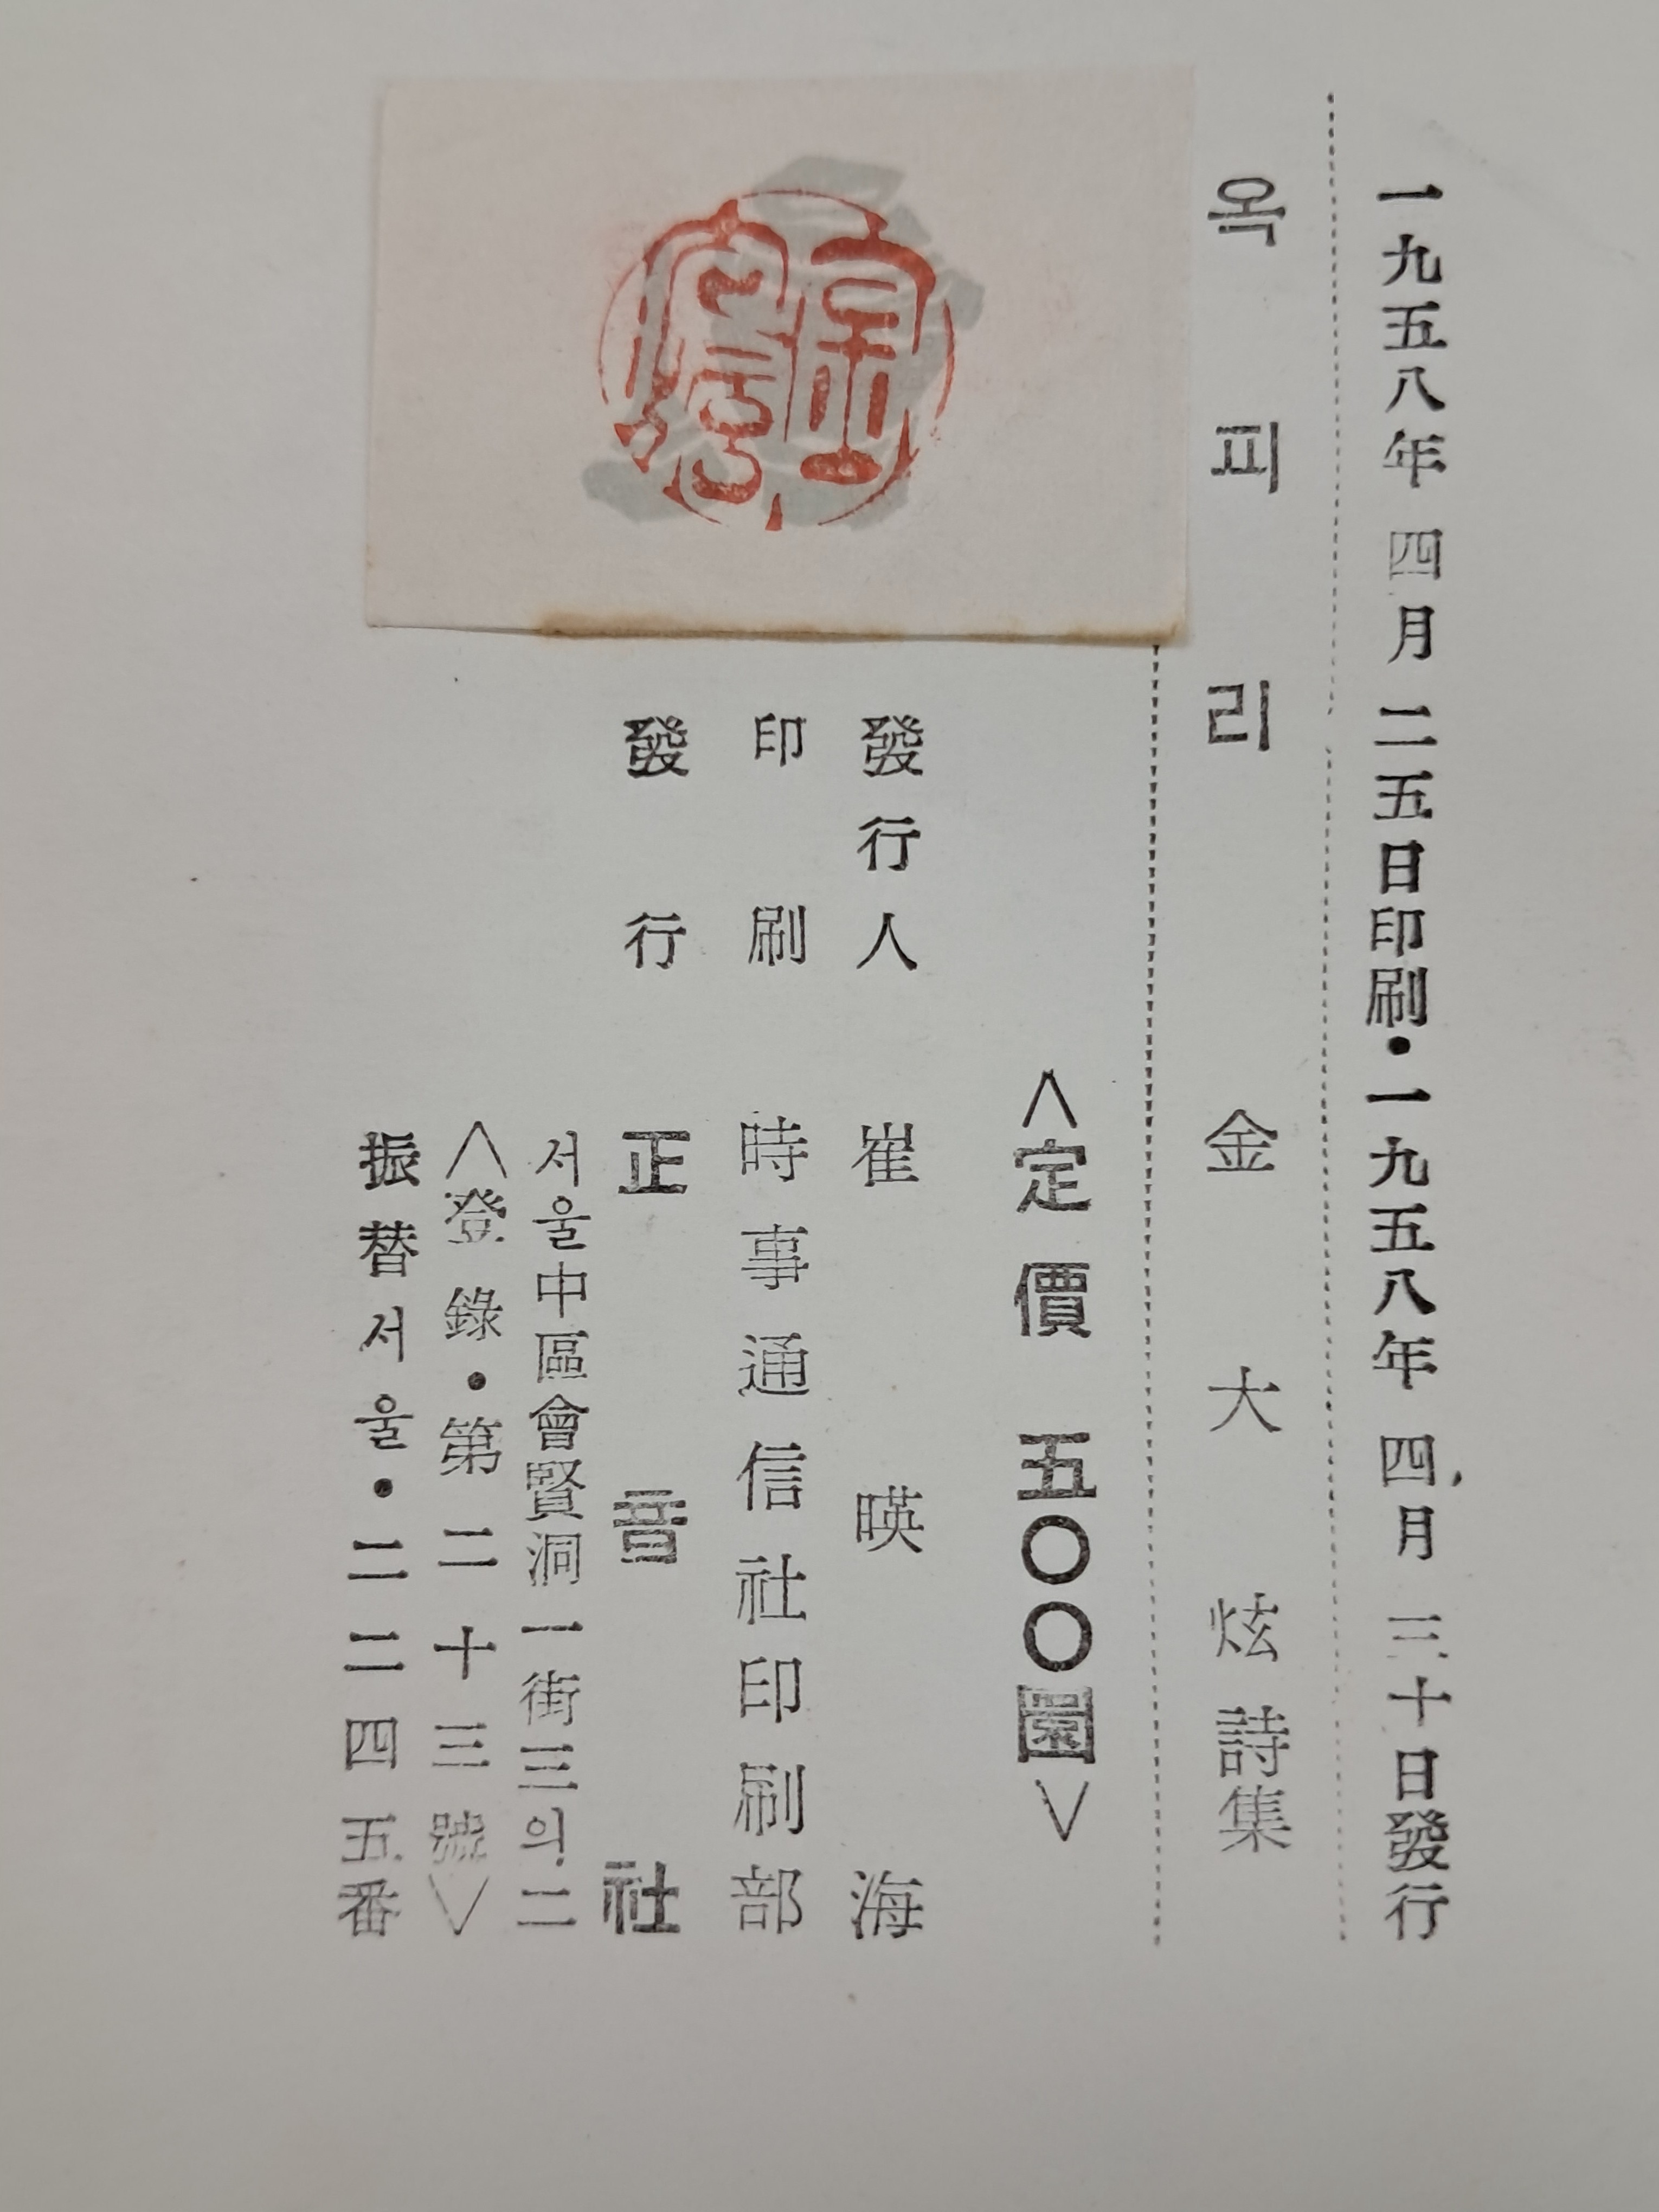 一九五八年 四月 二五日印刷·一九五八年 四月 三十日發行
옥피리 金大炫詩集
<定價 五〇〇圜>
發行人 崔暎海
印刷 時事通信社印刷部
發行 正音社
서울中區會賢洞一街三의二
<登錄·第二十三號>
振替서울·二二四五番